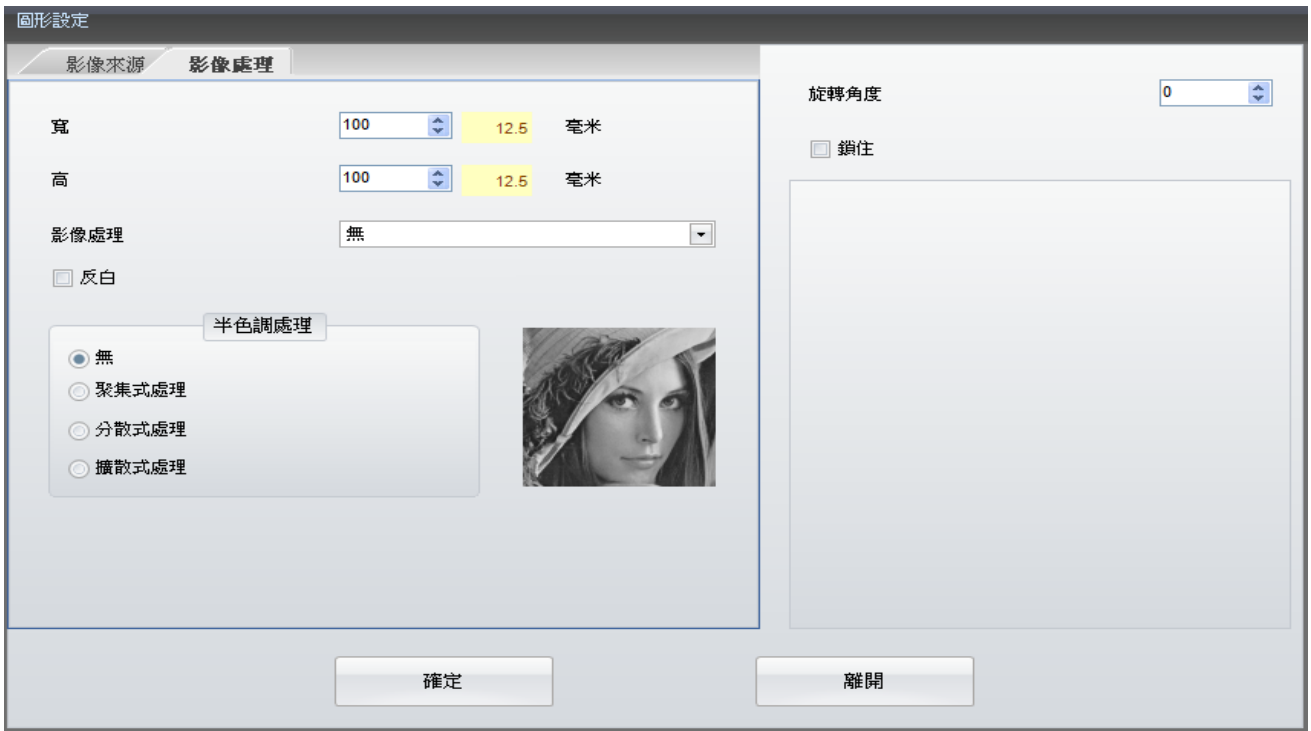 圖形設定
影像來源 影像處理
寬 100 12.5 毫米
高 100 12.5 毫米
影像處理 無
反白
半色調處理
無
聚集式處理
分散式處理
擴散式處理
旋轉角度 0
鎖住
確定 離開